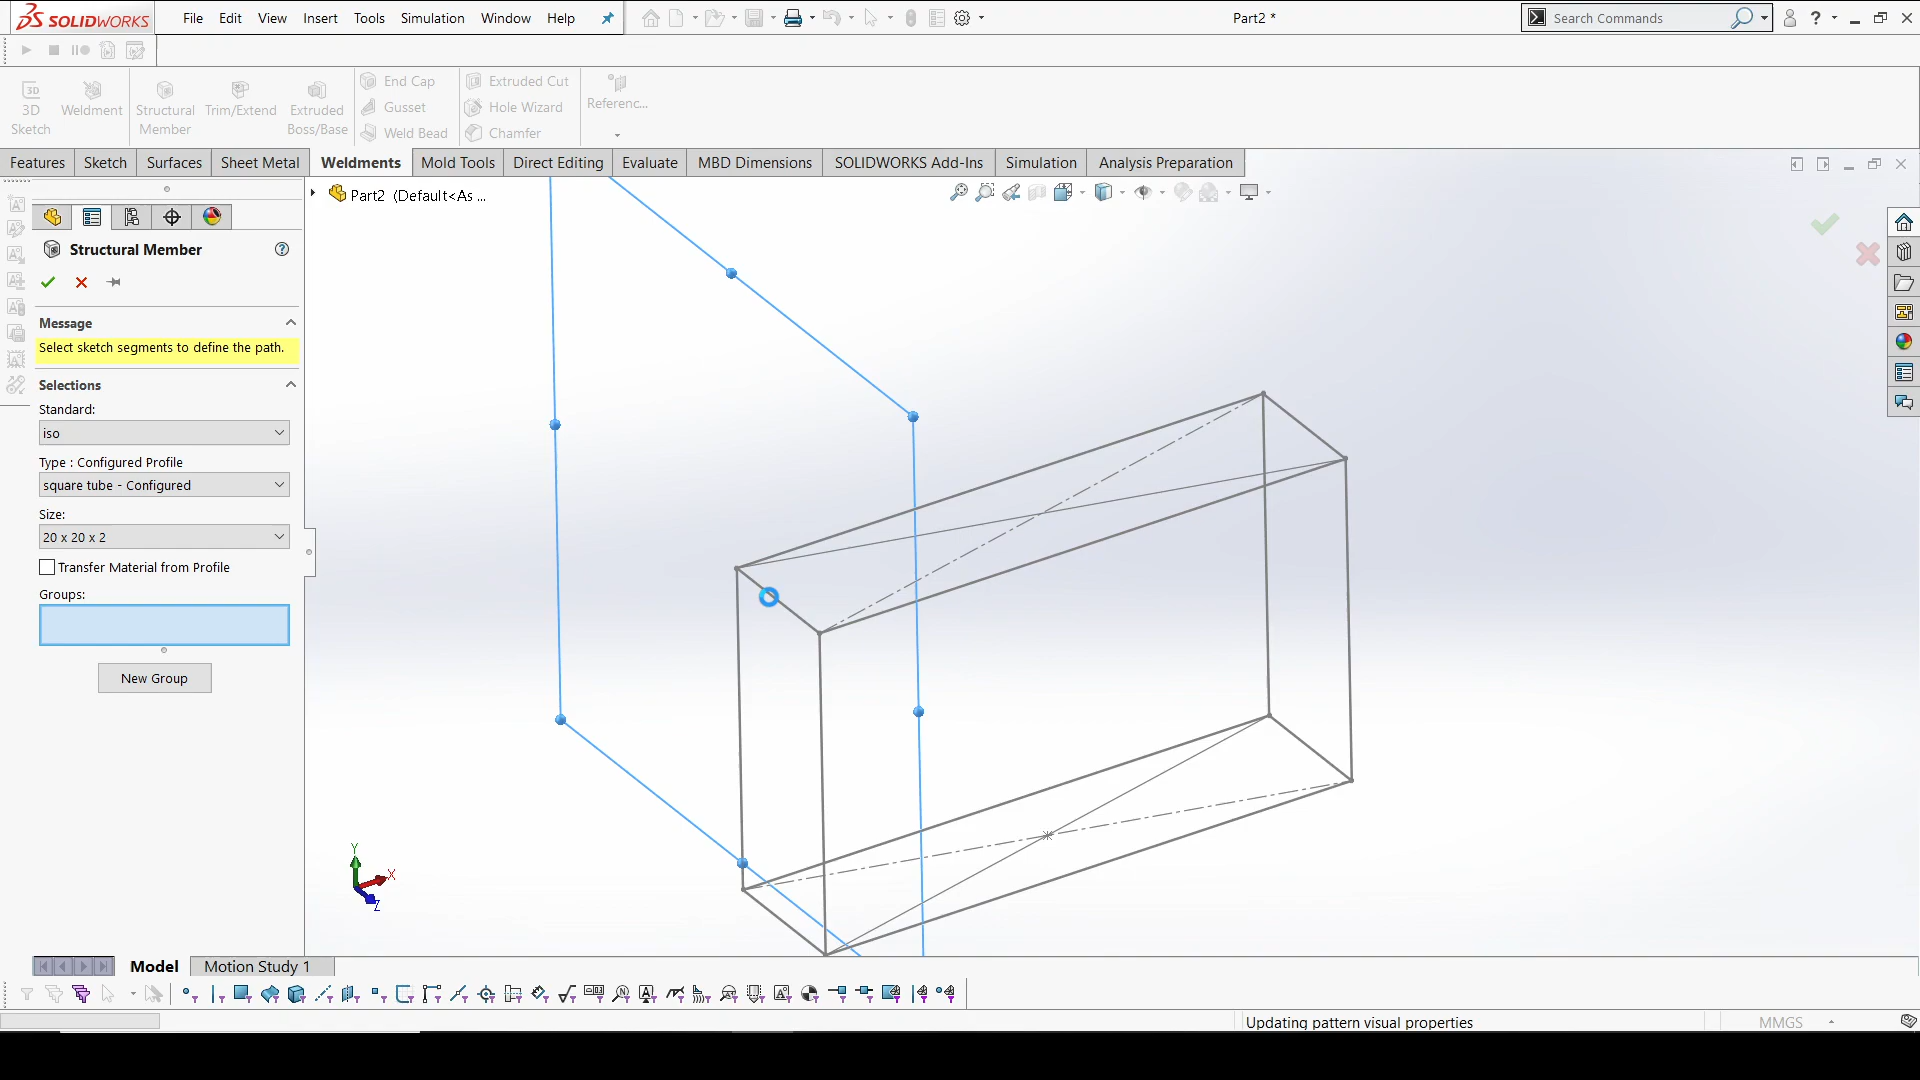 SOLIDWORKS File Edit View Insert Tools Simulation Window Help Part2 * Search Commands ?
3D Sketch
Weldment
Structural Member
Trim/Extend
Extruded Boss/Base
End Cap
Gusset
Weld Bead
Extruded Cut
Hole Wizard
Chamfer
Referenc...
Features Sketch Surfaces Sheet Metal Weldments Mold Tools Direct Editing Evaluate MBD Dimensions SOLIDWORKS Add-Ins Simulation Analysis Preparation
Part2 (Default<As ...
Structural Member
Message
Select sketch segments to define the path.
Selections
Standard:
iso
Type : Configured Profile
square tube - Configured
Size:
20 x 20 x 2
Transfer Material from Profile
Groups:
New Group
Y
X
Z
Model Motion Study 1
Updating pattern visual properties MMGS